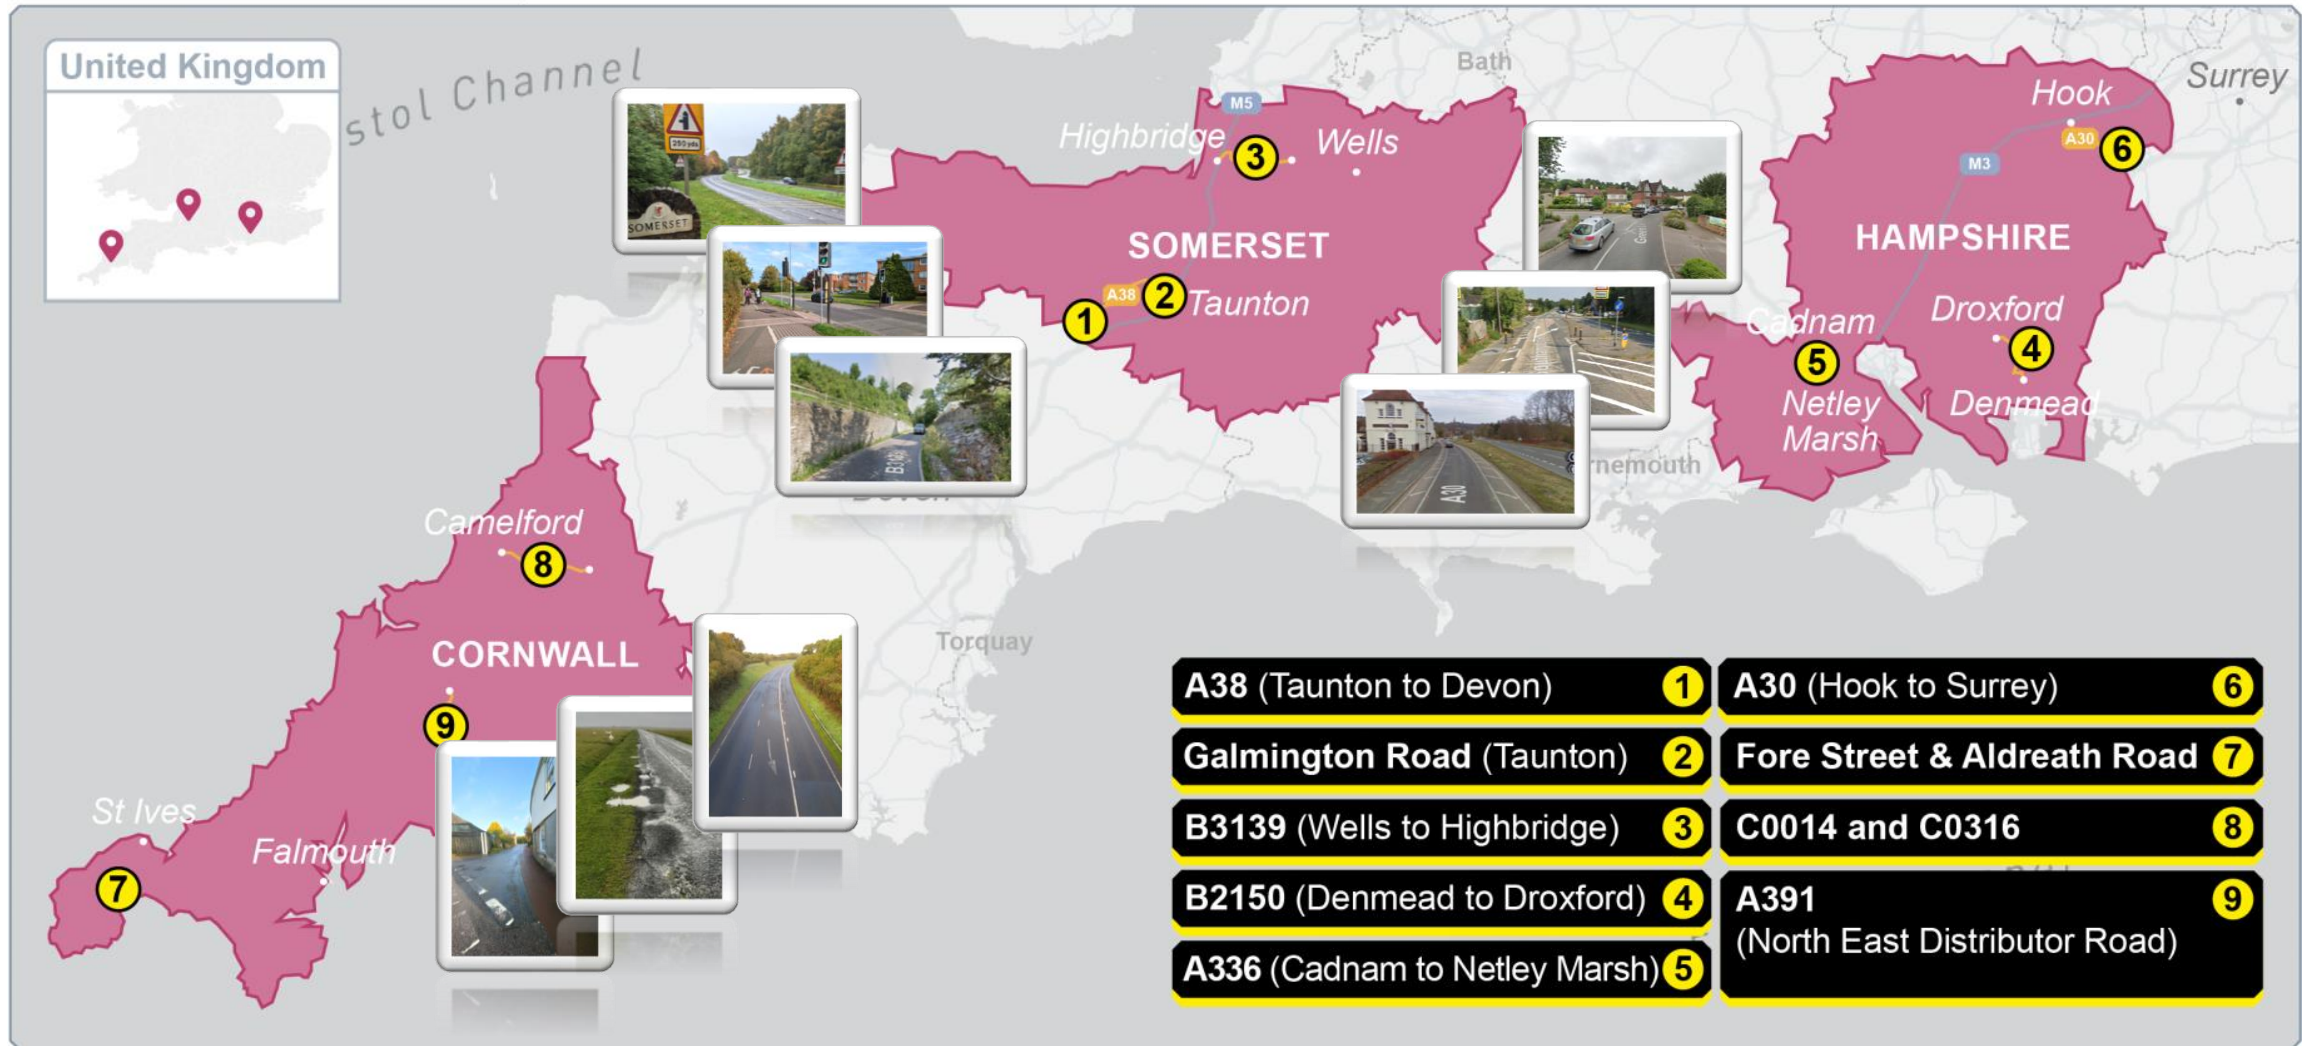 United Kingdom
stol Channel
Bath
Surrey
Hook
M5
Highbridge
3
Wells
A30
6
M3
250 yds
SOMERSET
SOMERSET
HAMPSHIRE
A38
2
Taunton
1
Droxford
4
Cadnam
5
Netley
Marsh
Denmead
rnemouth
A30
Camelford
8
CORNWALL
Torquay
9
St Ives
Falmouth
7
A38 (Taunton to Devon) 1
Galmington Road (Taunton) 2
B3139 (Wells to Highbridge) 3
B2150 (Denmead to Droxford) 4
A336 (Cadnam to Netley Marsh) 5
A30 (Hook to Surrey) 6
Fore Street & Aldreath Road 7
C0014 and C0316 8
A391 9
(North East Distributor Road)